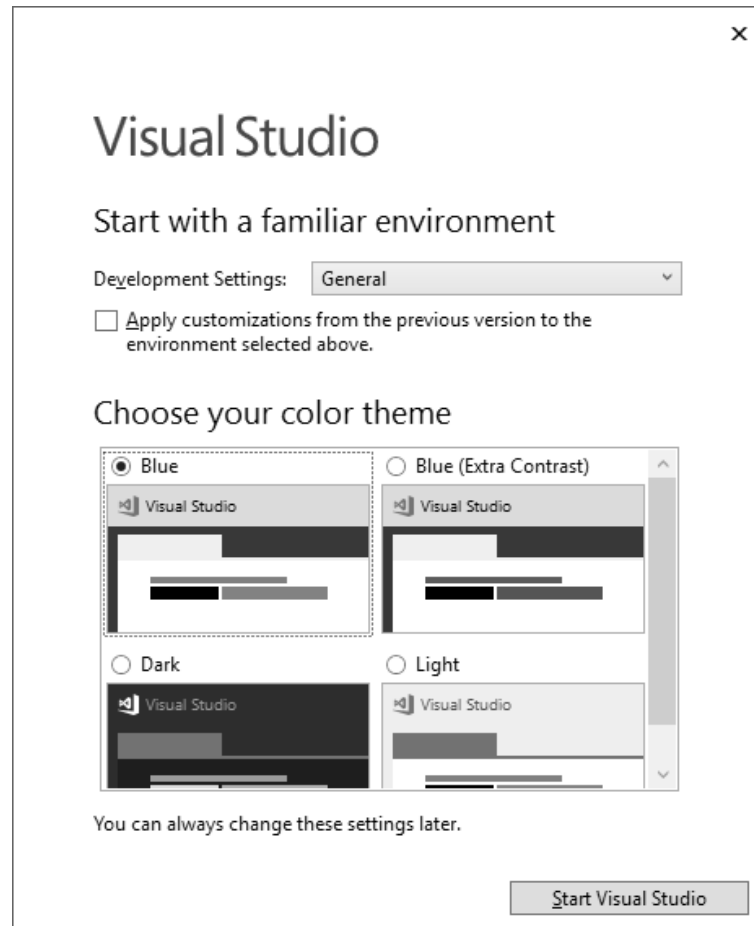 Visual Studio
Start with a familiar environment
Development Settings: General
Apply customizations from the previous version to the
environment selected above.
Choose your color theme
Blue
Blue (Extra Contrast)
Visual Studio
Visual Studio
Dark
Light
Visual Studio
Visual Studio
You can always change these settings later.
Start Visual Studio